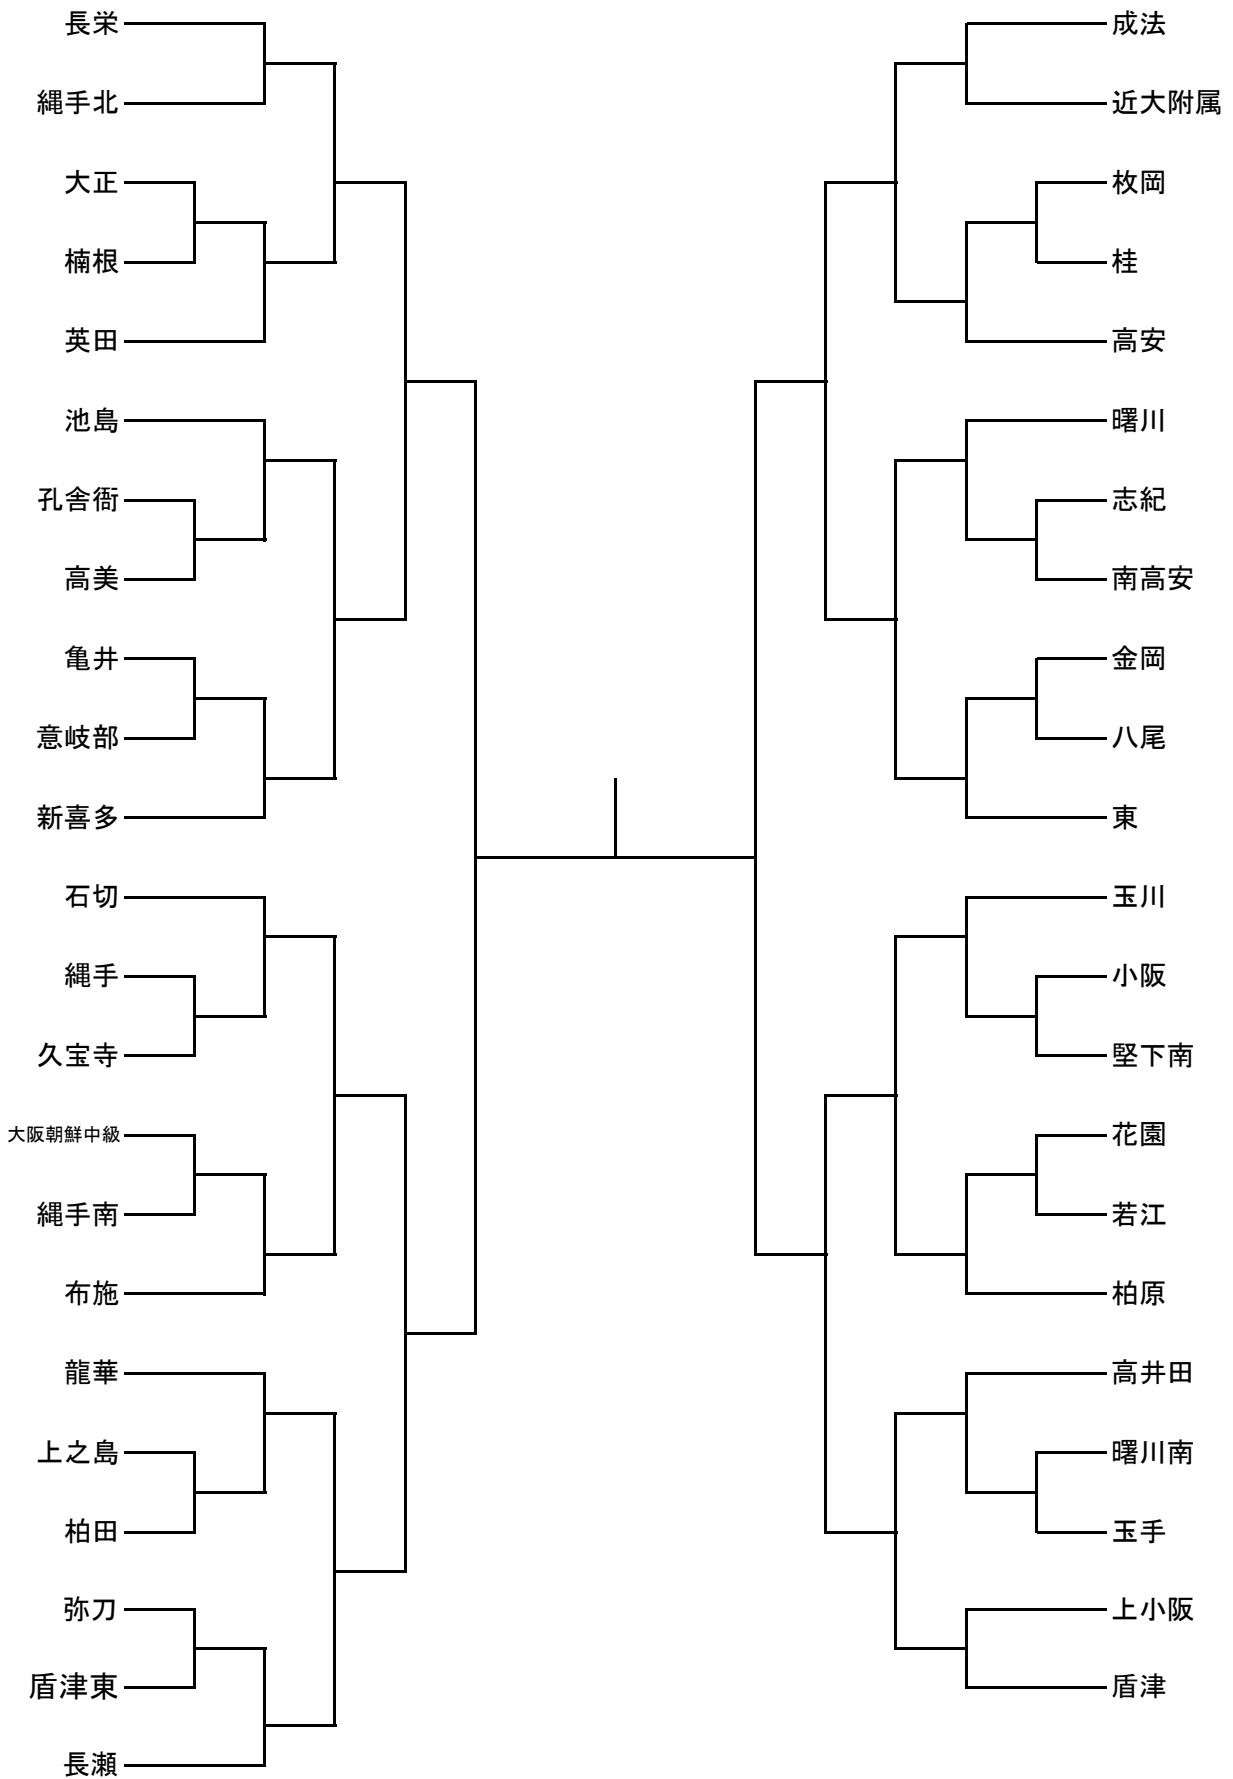 長栄
縄手北
大正
楠根
英田
池島
孔舎衙
高美
亀井
意岐部
新喜多
石切
縄手
久宝寺
大阪朝鮮中級
縄手南
布施
龍華
上之島
柏田
弥刀
盾津東
長瀬
成法
近大附属
枚岡
桂
高安
曙川
志紀
南高安
金岡
八尾
東
玉川
小阪
堅下南
花園
若江
柏原
高井田
曙川南
玉手
上小阪
盾津